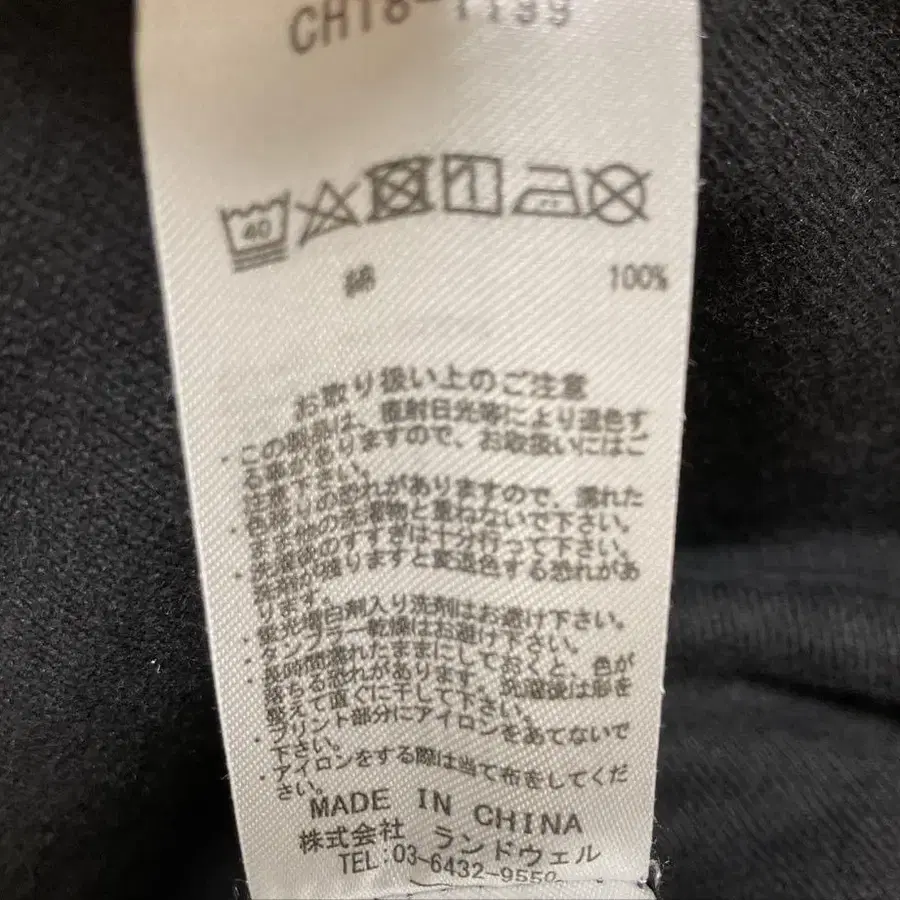 CH18-1199
40
綿 100%
お取り扱い上のご注意
・この製品は、直射日光等により退色す
る事がありますので、お取扱いにはご
注意下さい。
・色移りの恐れがありますので、濡れた
まま他の洗濯物と重ねないで下さい。
・洗濯後のすすぎは十分行って下さい。
洗剤が残りますと変退色する恐れがあ
ります。
・蛍光増白剤入り洗剤はお避け下さい。
・タンブラー乾燥はお避け下さい。
・長時間濡れたままにしておくと、色が
落ちる恐れがあります。洗濯後は形を
整えて直ぐに干して下さい。
・プリント部分にアイロンをあてないで
下さい。
・アイロンをする際は当て布をしてくだ
さい。
MADE IN CHINA
株式会社 ランドウェル
TEL:03-6432-9550